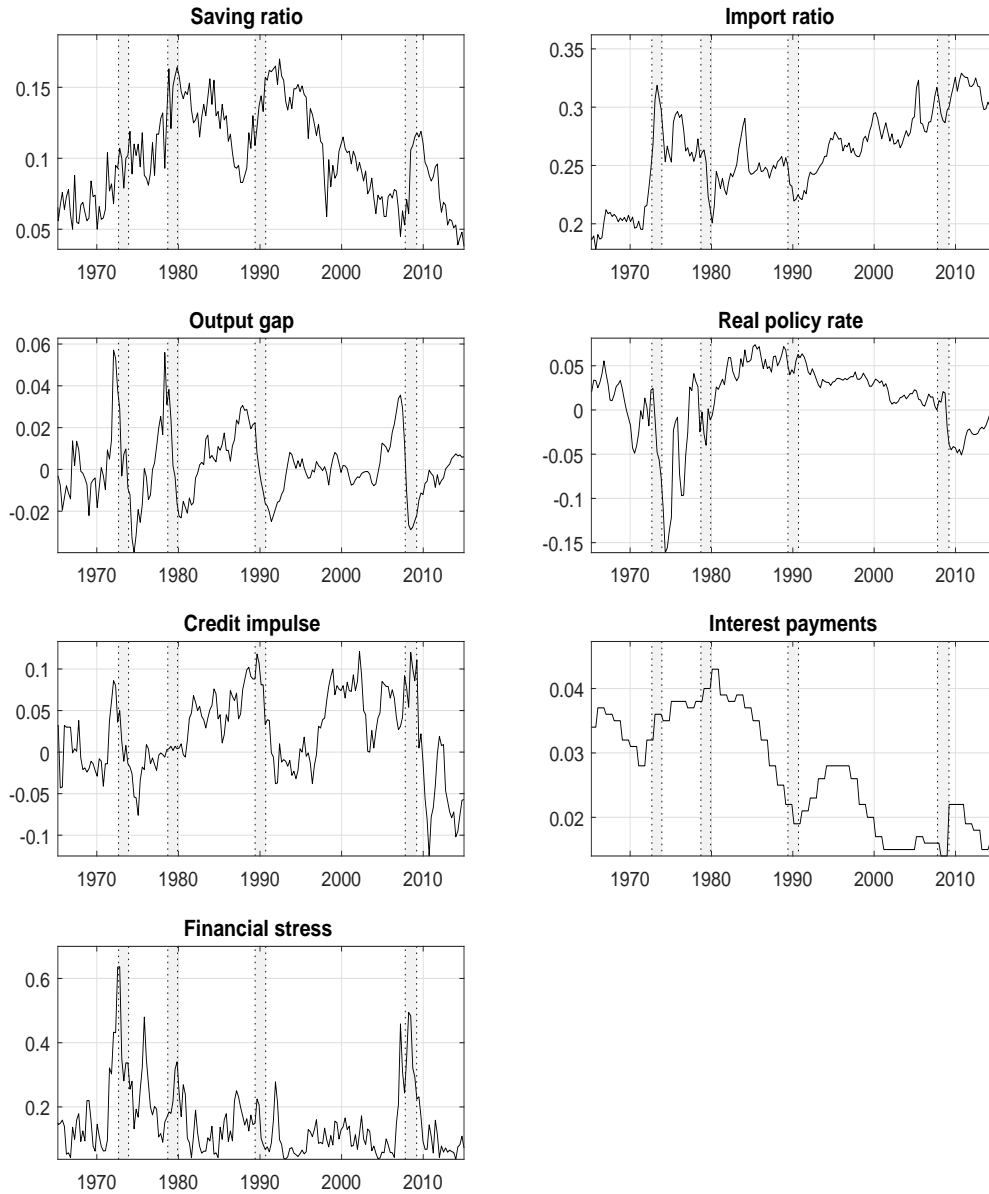 Saving ratio
0.15
0.1
0.05
1970 1980 1990 2000 2010
Import ratio
0.35
0.3
0.25
0.2
1970 1980 1990 2000 2010
Output gap
0.06
0.04
0.02
0
-0.02
1970 1980 1990 2000 2010
Real policy rate
0.05
0
-0.05
-0.1
-0.15
1970 1980 1990 2000 2010
Credit impulse
0.1
0.05
0
-0.05
-0.1
1970 1980 1990 2000 2010
Interest payments
0.04
0.03
0.02
1970 1980 1990 2000 2010
Financial stress
0.6
0.4
0.2
1970 1980 1990 2000 2010